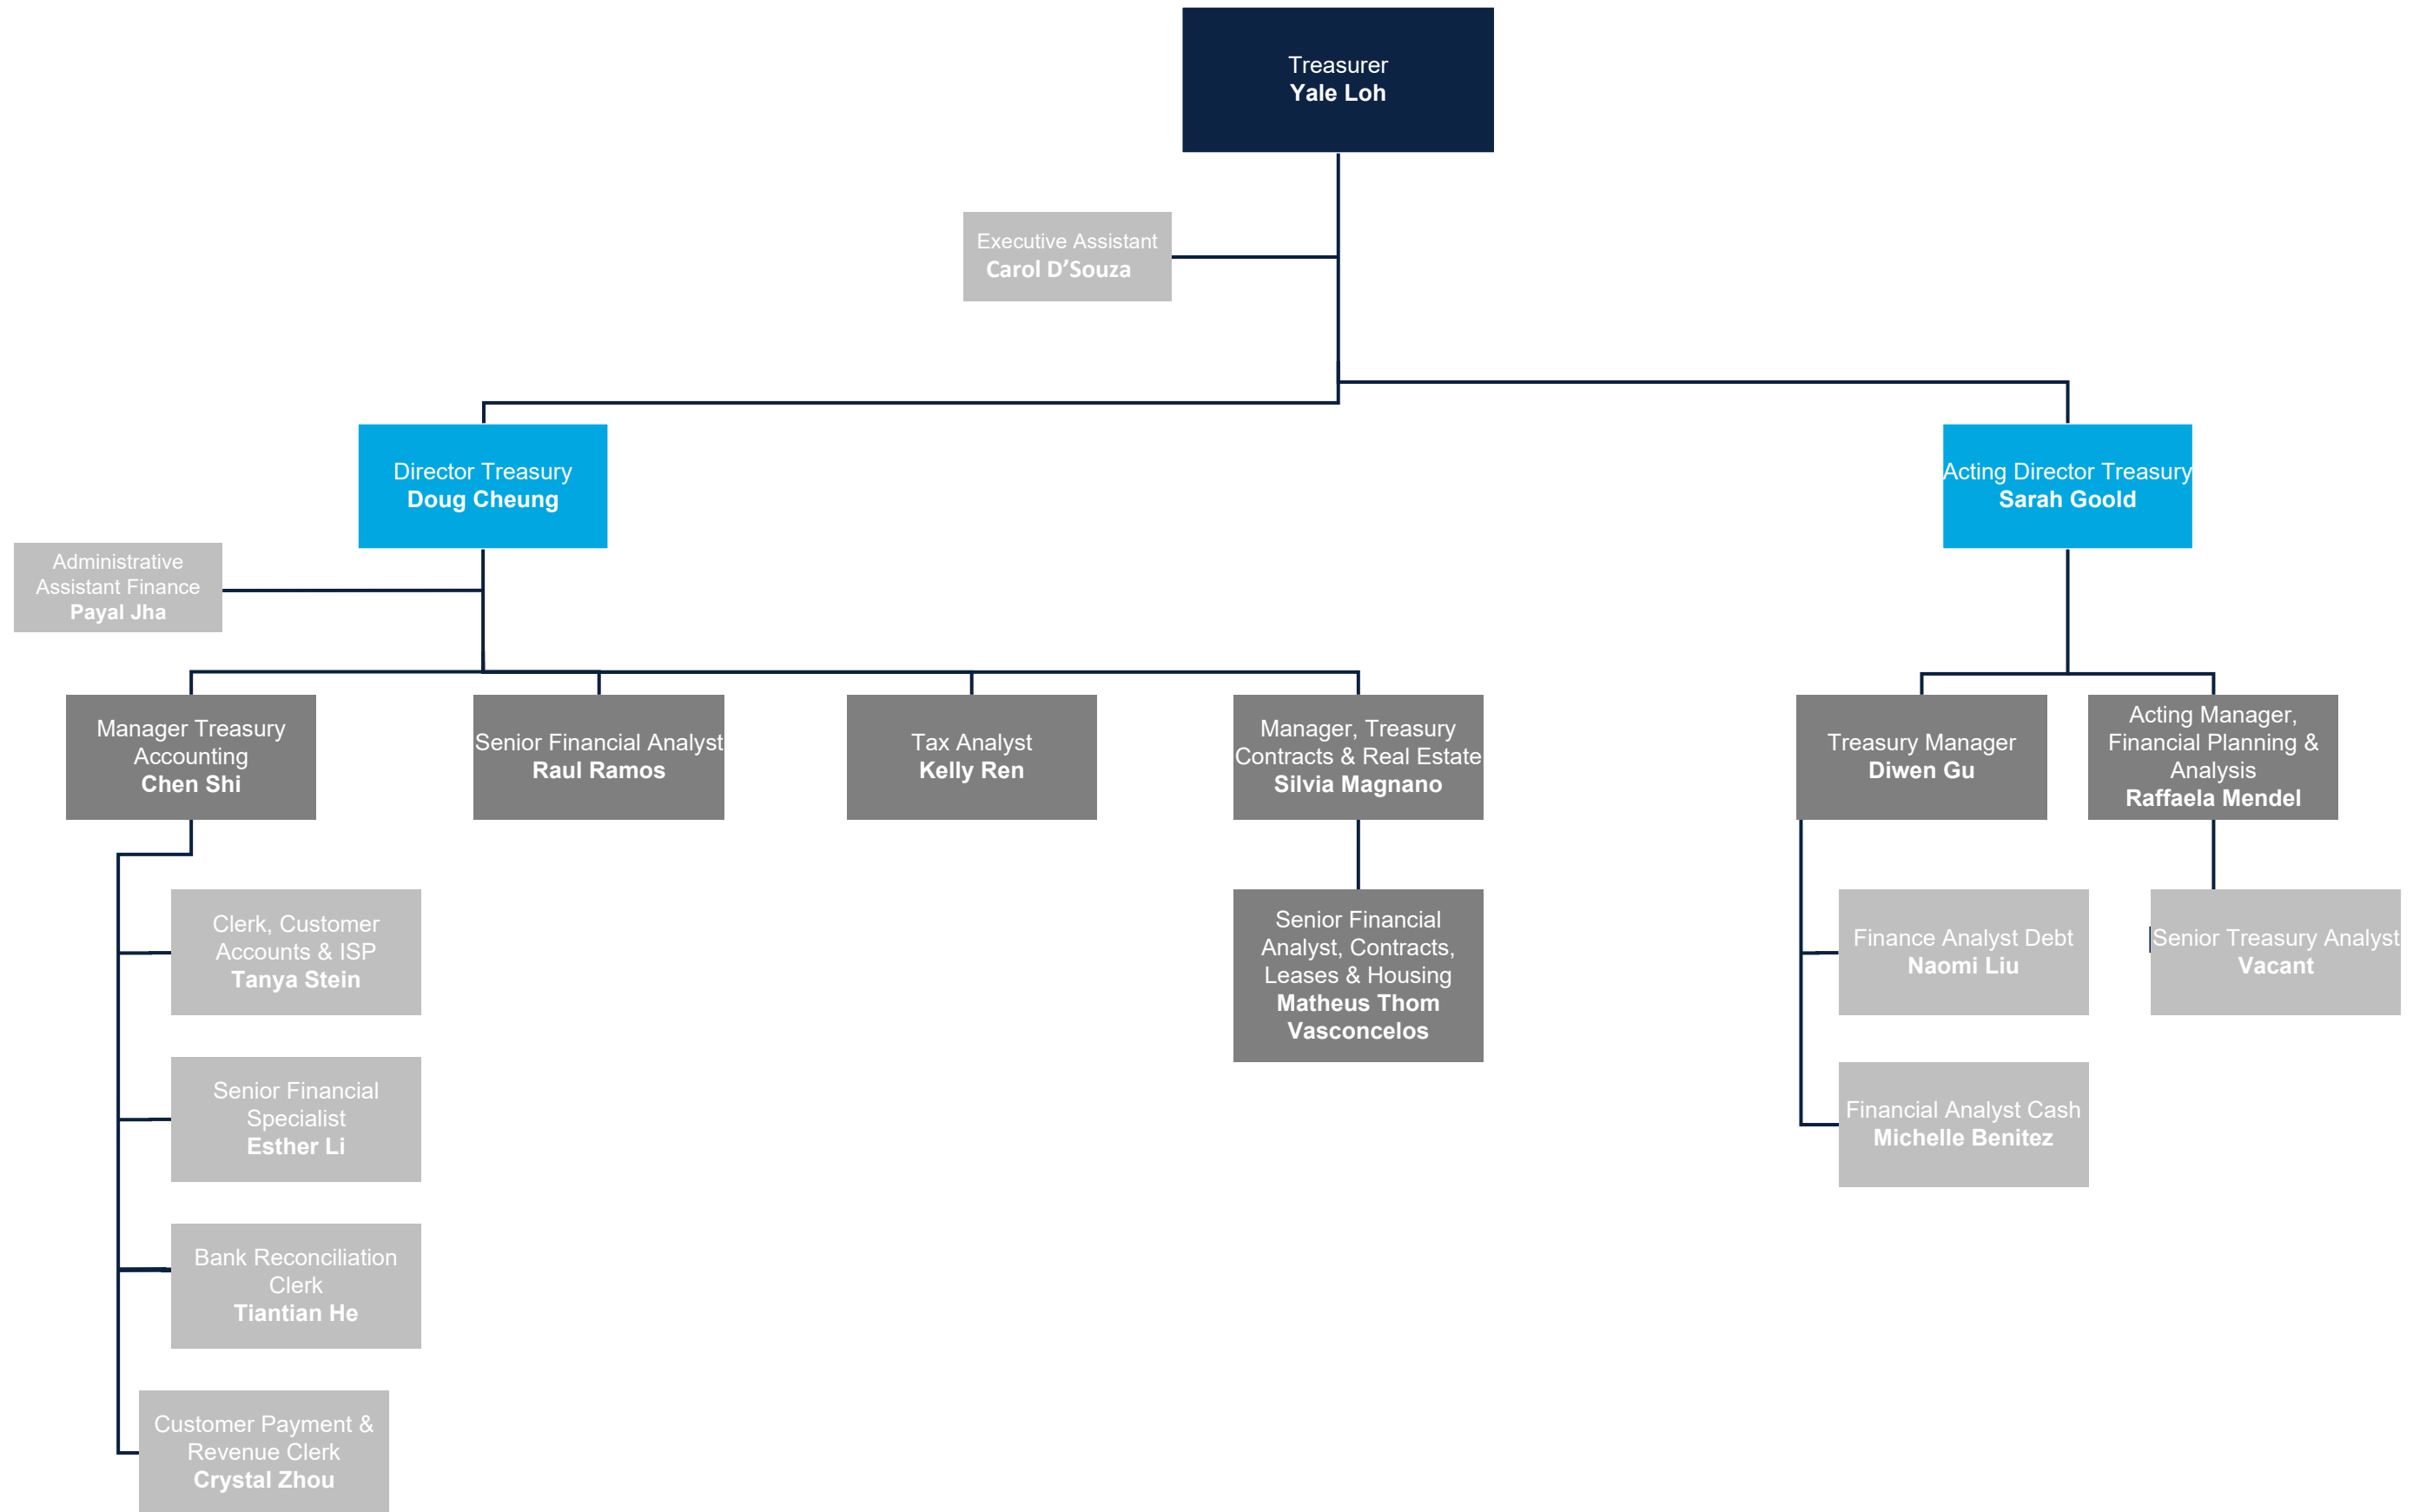 Treasurer
Yale Loh
Executive Assistant
Carol D’Souza
Director Treasury
Doug Cheung
Acting Director Treasury
Sarah Goold
Administrative
Assistant Finance
Payal Jha
Manager Treasury
Accounting
Chen Shi
Senior Financial Analyst
Raul Ramos
Tax Analyst
Kelly Ren
Manager, Treasury
Contracts & Real Estate
Silvia Magnano
Treasury Manager
Diwen Gu
Acting Manager,
Financial Planning &
Analysis
Raffaela Mendel
Clerk, Customer
Accounts & ISP
Tanya Stein
Senior Financial
Analyst, Contracts,
Leases & Housing
Matheus Thom
Vasconcelos
Finance Analyst Debt
Naomi Liu
Senior Treasury Analyst
Vacant
Senior Financial
Specialist
Esther Li
Financial Analyst Cash
Michelle Benitez
Bank Reconciliation
Clerk
Tiantian He
Customer Payment &
Revenue Clerk
Crystal Zhou